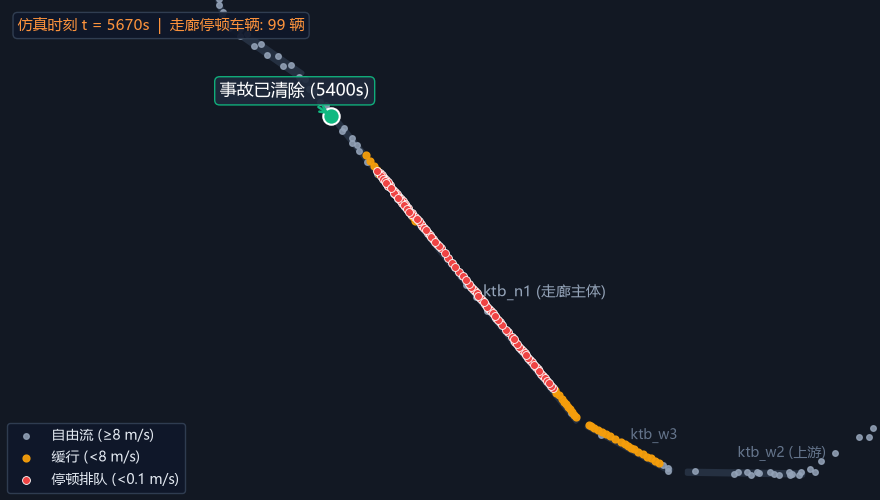 仿真时刻 t = 5670s | 走廊停顿车辆: 99 辆
事故已清除 (5400s)
ktb_n1 (走廊主体)
ktb_w3
ktb_w2 (上游)
自由流 (≥8 m/s)
缓行 (<8 m/s)
停顿排队 (<0.1 m/s)